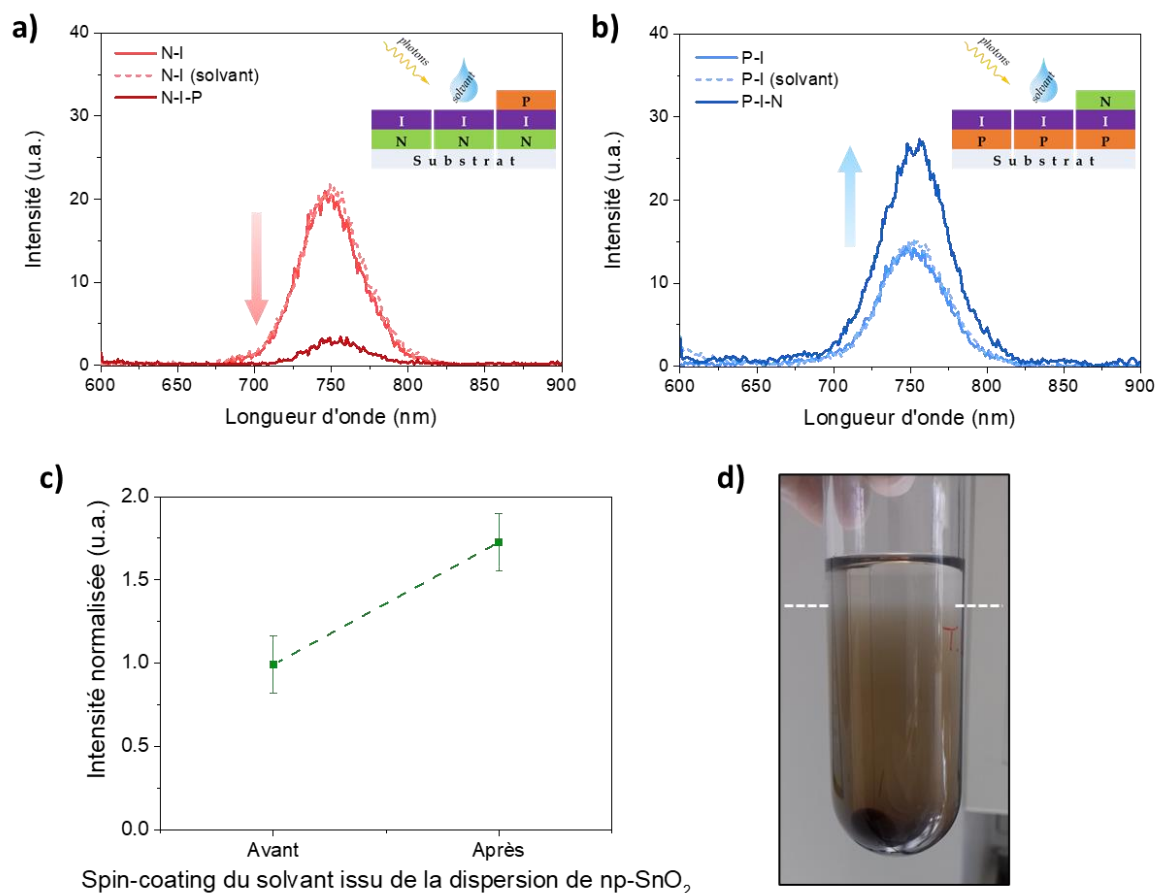 a)
40
30
20
10
0
Intensité (u.a.)
N-I
N-I (solvant)
N-I-P
photons
solvant
P
I I I
N N N
Substrat
600 650 700 750 800 850 900
Longueur d'onde (nm)
b)
40
30
20
10
0
Intensité (u.a.)
P-I
P-I (solvant)
P-I-N
photons
solvant
N
I I I
P P P
Substrat
600 650 700 750 800 850 900
Longueur d'onde (nm)
c)
2.0
1.5
1.0
0.5
0.0
Intensité normalisée (u.a.)
Avant Après
Spin-coating du solvant issu de la dispersion de np-SnO₂
d)
T.